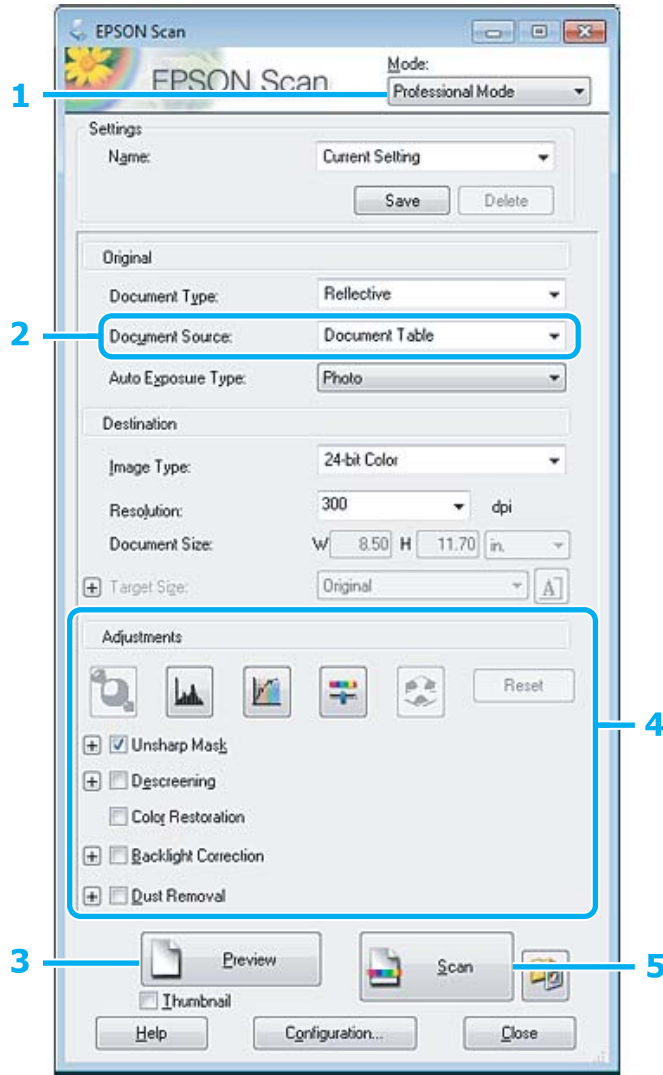 EPSON Scan
EPSON Scan
Mode:
1
Professional Mode
Settings
Name:
Current Setting
Save
Delete
Original
Document Type:
Reflective
2
Document Source:
Document Table
Auto Exposure Type:
Photo
Destination
Image Type:
24-bit Color
Resolution:
300
dpi
Document Size:
W 8.50 H 11.70 in.
Target Size:
Original
A
Adjustments
Reset
4
Unsharp Mask
Descreening
Color Restoration
Backlight Correction
Dust Removal
3
Preview
Scan
5
Thumbnail
Help
Configuration...
Close